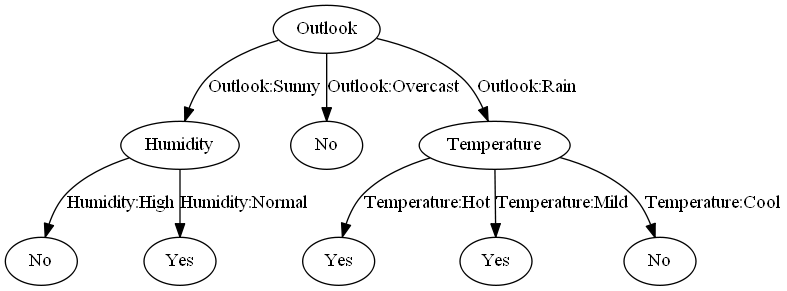 Outlook
Outlook:Sunny
Outlook:Overcast
Outlook:Rain
Humidity
No
Temperature
Humidity:High
Humidity:Normal
Temperature:Hot
Temperature:Mild
Temperature:Cool
No
Yes
Yes
Yes
No